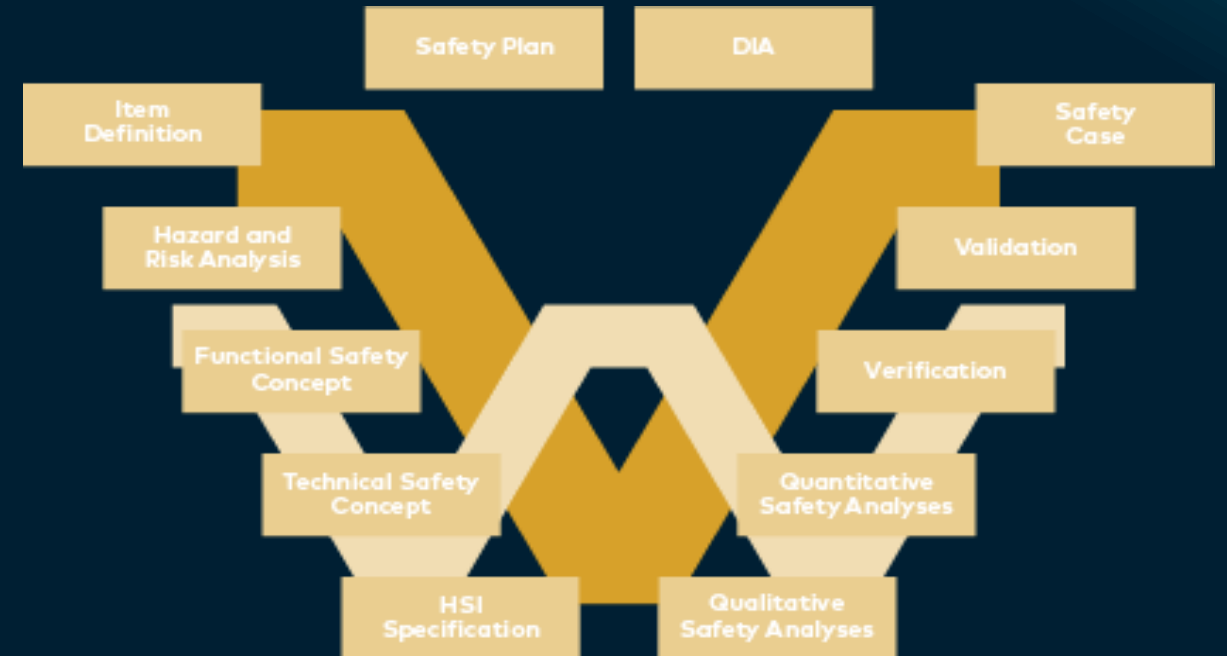 Safety Plan
DIA
Item
Definition
Safety
Case
Hazard and
Risk Analysis
Validation
Functional Safety
Concept
Verification
Technical Safety
Concept
Quantitative
Safety Analyses
HSI
Specification
Qualitative
Safety Analyses